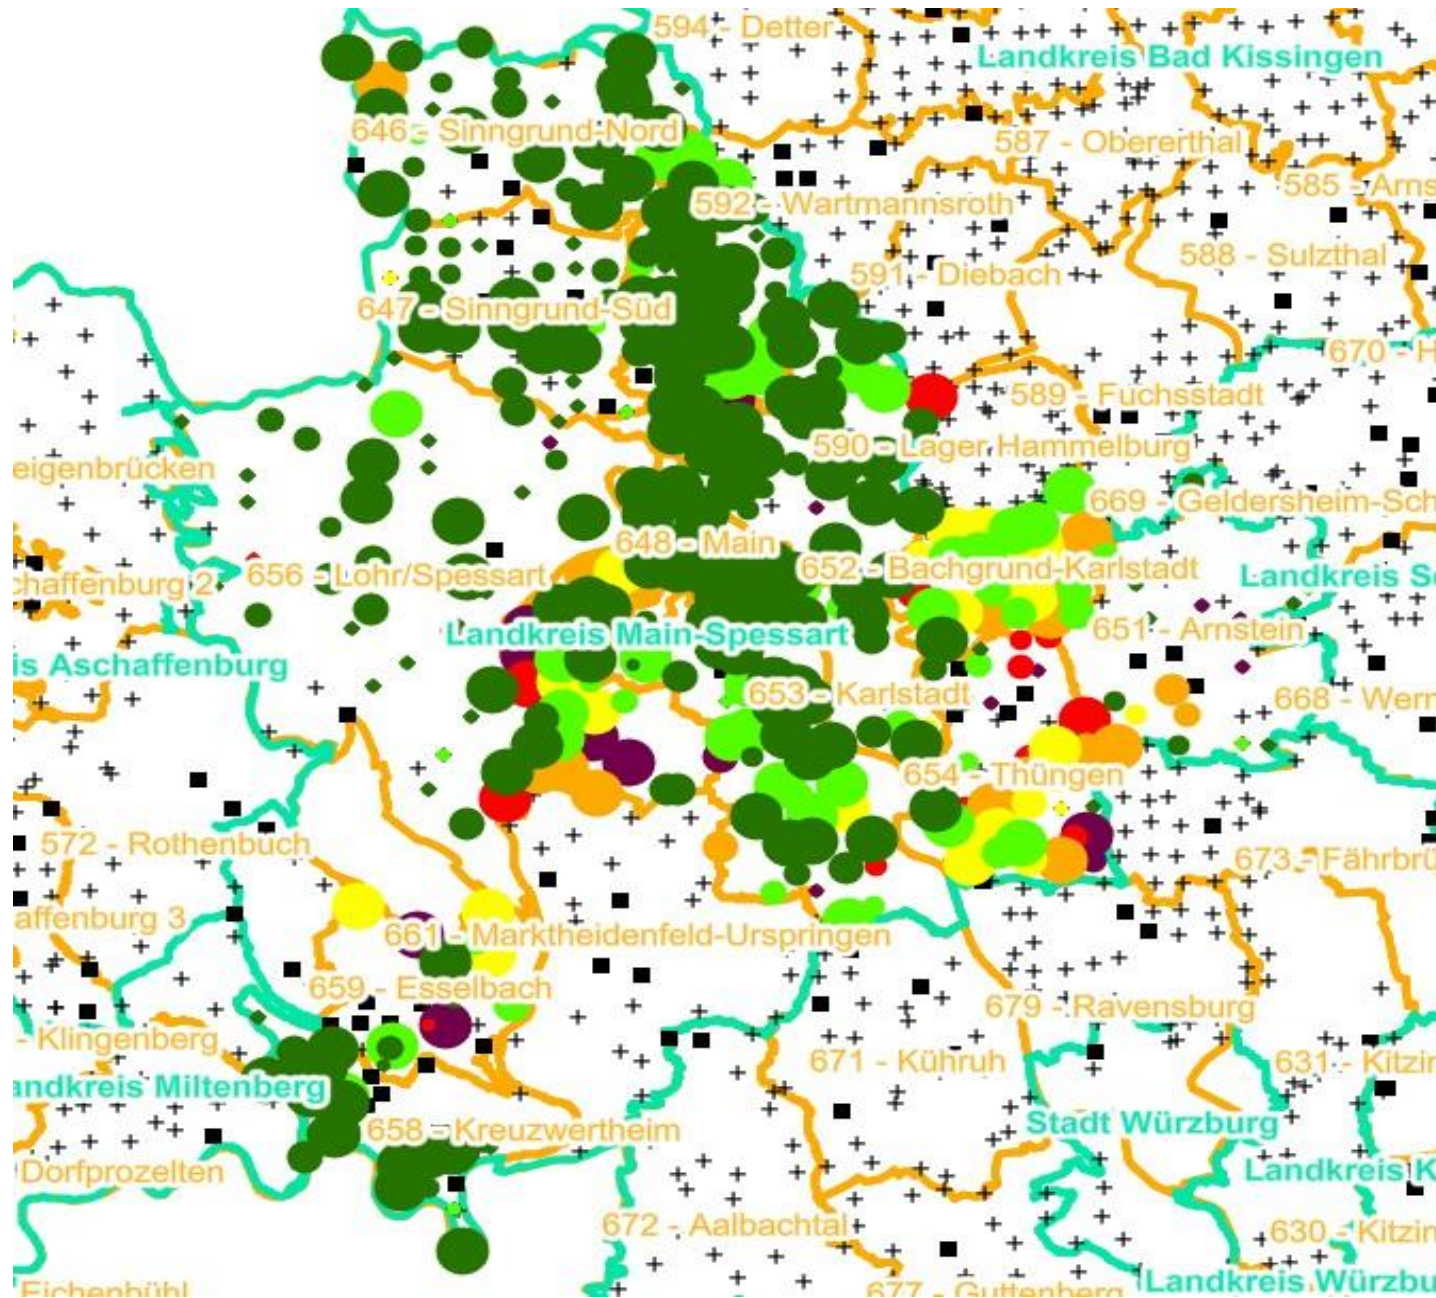 594 - Detter
Landkreis Bad Kissingen
646 - Sinngrund-Nord
587 - Obererthal
585 - Arns
592 - Wartmannsroth
588 - Sulzthal
591 - Diebach
647 - Sinngrund-Süd
670 - H
589 - Fuchsstadt
590 - Lager Hammelburg
eigenbrücken
669 - Geldersheim-Sch
648 - Main
652 - Bachgrund-Karlstadt
656 - Lohr/Spessart
chaffenburg 2
Landkreis Sc
Landkreis Main-Spessart
651 - Arnstein
is Aschaffenburg
653 - Karlstadt
668 - Wern
654 - Thüngen
572 - Rothenbuch
673 - Fährbrü
affenburg 3
661 - Marktheidenfeld-Urspringen
659 - Esselbach
679 - Ravensburg
- Klingenberg
671 - Kühruh
631 - Kitzin
andkreis Miltenberg
Stadt Würzburg
658 - Kreuzwertheim
Dorfprozelten
Landkreis K
672 - Aalbachtal
630 - Kitzin
Eichenbühl
677 - Guttenberg
Landkreis Würzbu